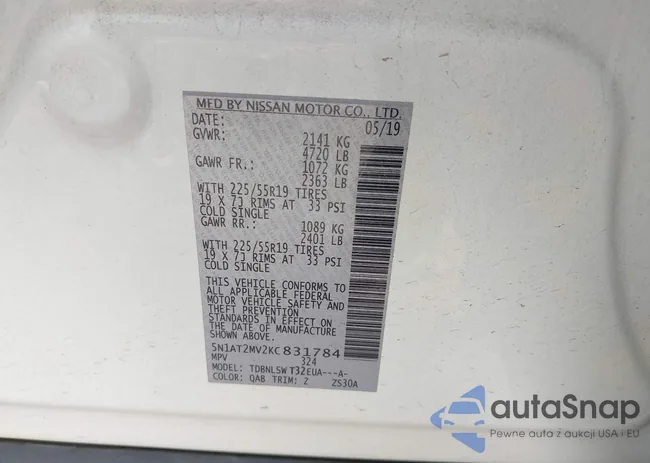 MFD BY NISSAN MOTOR CO., LTD.
DATE: 05/19
GVWR: 2141 KG
4720 LB
GAWR FR.: 1072 KG
2363 LB
WITH 225/55R19 TIRES
19 X 7J RIMS AT 33 PSI
COLD SINGLE
GAWR RR.: 1089 KG
2401 LB
WITH 225/55R19 TIRES
19 X 7J RIMS AT 33 PSI
COLD SINGLE
THIS VEHICLE CONFORMS TO
ALL APPLICABLE FEDERAL
MOTOR VEHICLE SAFETY AND
THEFT PREVENTION
STANDARDS IN EFFECT ON
THE DATE OF MANUFACTURE
SHOWN ABOVE.
5N1AT2MV2KC831784
MPV 324
MODEL: TDBNLSWT32EUA---A-
COLOR: QAB TRIM: Z ZS30A
autoSnap
Pewne auta z aukcji USA i EU